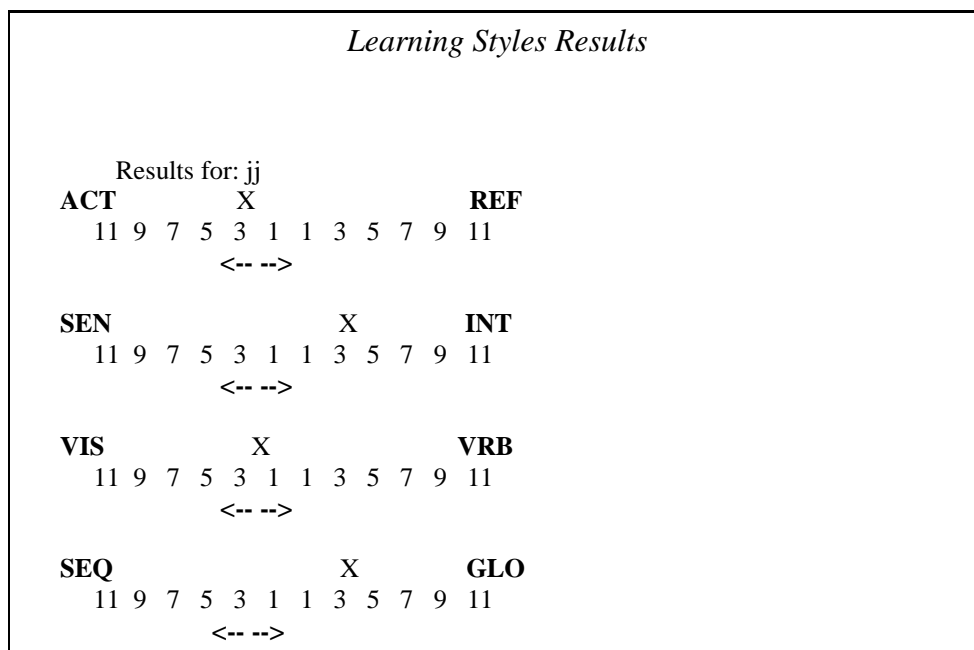 Learning Styles Results
Results for: jj
ACT X REF
11 9 7 5 3 1 1 3 5 7 9 11
<-- -->
SEN X INT
11 9 7 5 3 1 1 3 5 7 9 11
<-- -->
VIS X VRB
11 9 7 5 3 1 1 3 5 7 9 11
<-- -->
SEQ X GLO
11 9 7 5 3 1 1 3 5 7 9 11
<-- -->